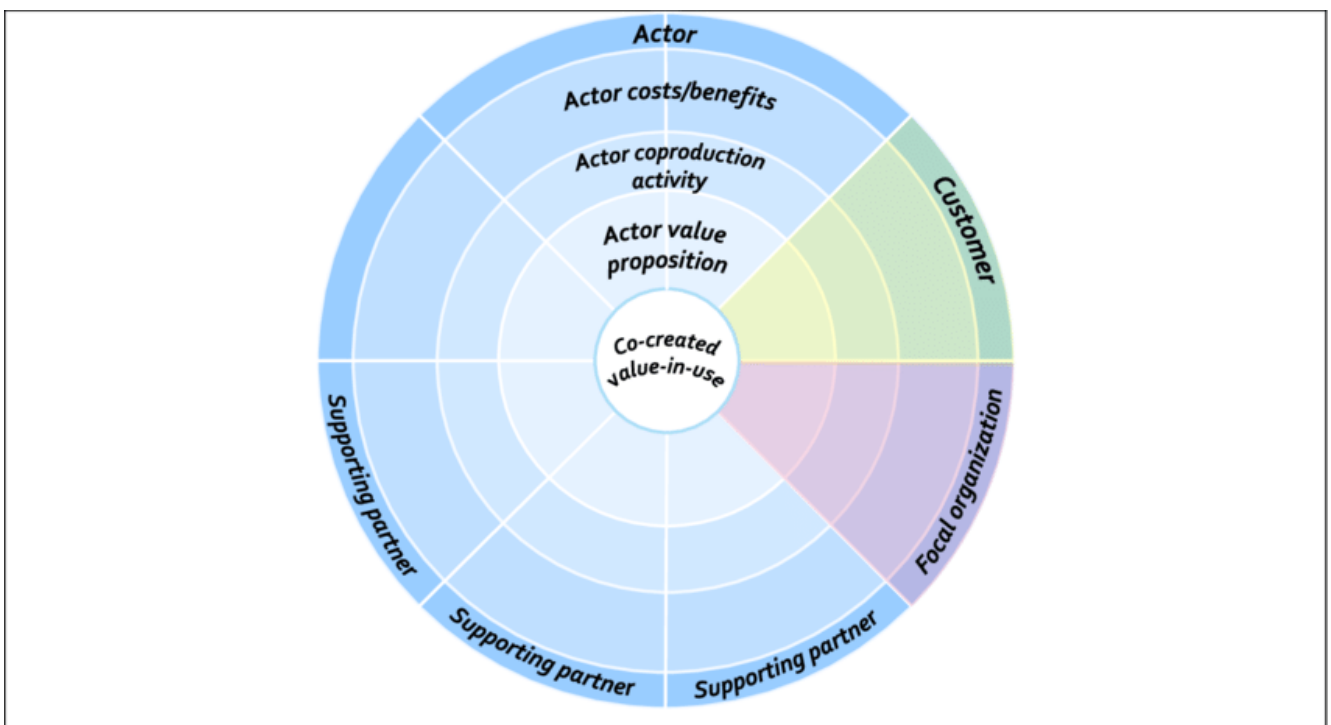 Actor
Actor costs/benefits
Actor coproduction
activity
Actor value
proposition
Customer
Co-created
value-in-use
Supporting partner
Focal organization
Supporting partner
Supporting partner